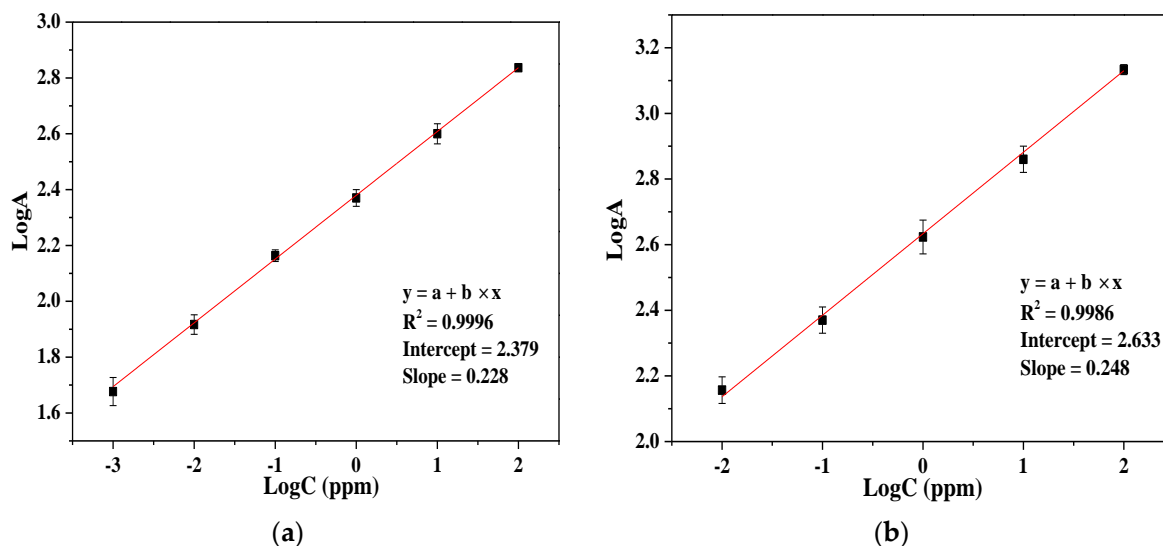 3.0
2.8
2.6
2.4
2.2
2.0
1.8
1.6
LogA
y = a + b × x
R² = 0.9996
Intercept = 2.379
Slope = 0.228
-3 -2 -1 0 1 2
LogC (ppm)
(a)
3.2
3.0
2.8
2.6
2.4
2.2
2.0
LogA
y = a + b × x
R² = 0.9986
Intercept = 2.633
Slope = 0.248
-2 -1 0 1 2
LogC (ppm)
(b)